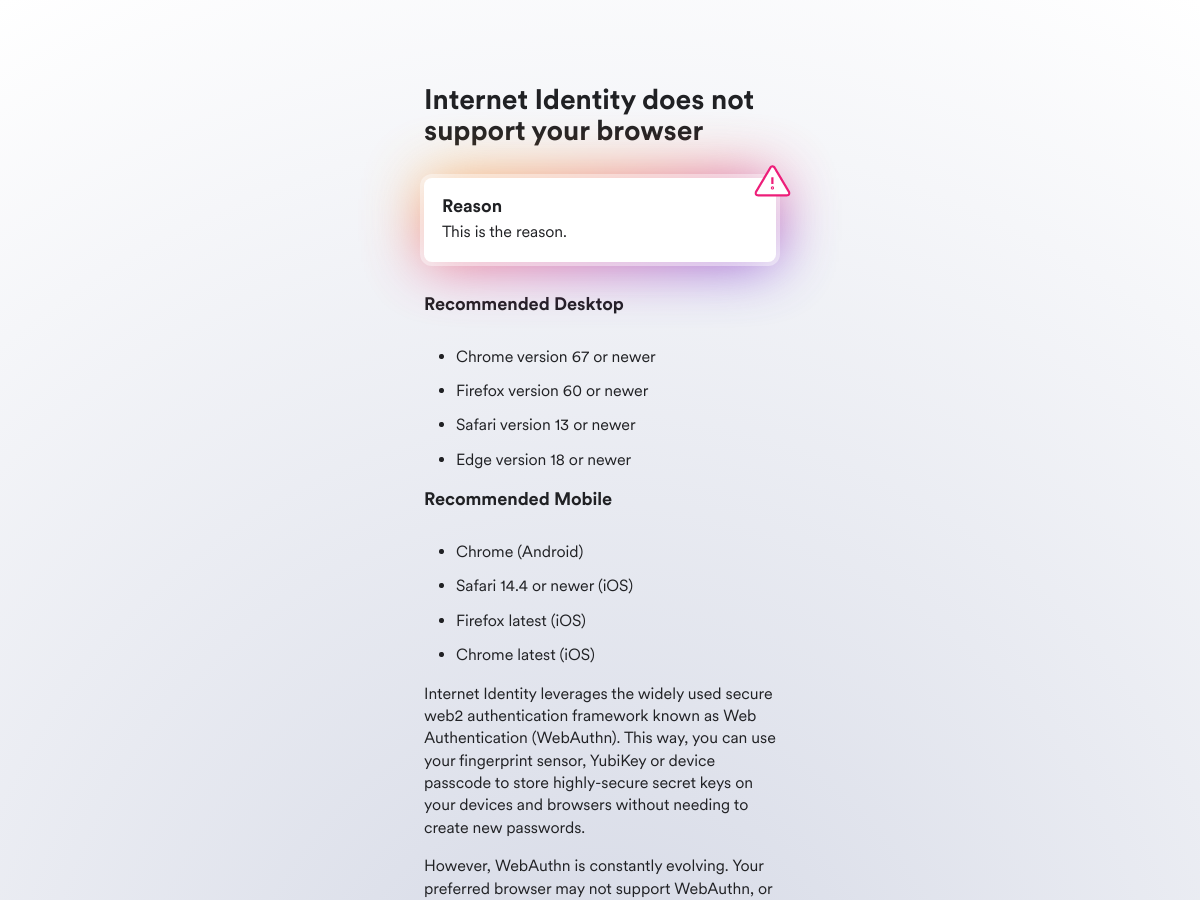 Internet Identity does not
support your browser
Reason
This is the reason.
Recommended Desktop
• Chrome version 67 or newer
• Firefox version 60 or newer
• Safari version 13 or newer
• Edge version 18 or newer
Recommended Mobile
• Chrome (Android)
• Safari 14.4 or newer (iOS)
• Firefox latest (iOS)
• Chrome latest (iOS)
Internet Identity leverages the widely used secure
web2 authentication framework known as Web
Authentication (WebAuthn). This way, you can use
your fingerprint sensor, YubiKey or device
passcode to store highly-secure secret keys on
your devices and browsers without needing to
create new passwords.
However, WebAuthn is constantly evolving. Your
preferred browser may not support WebAuthn, or